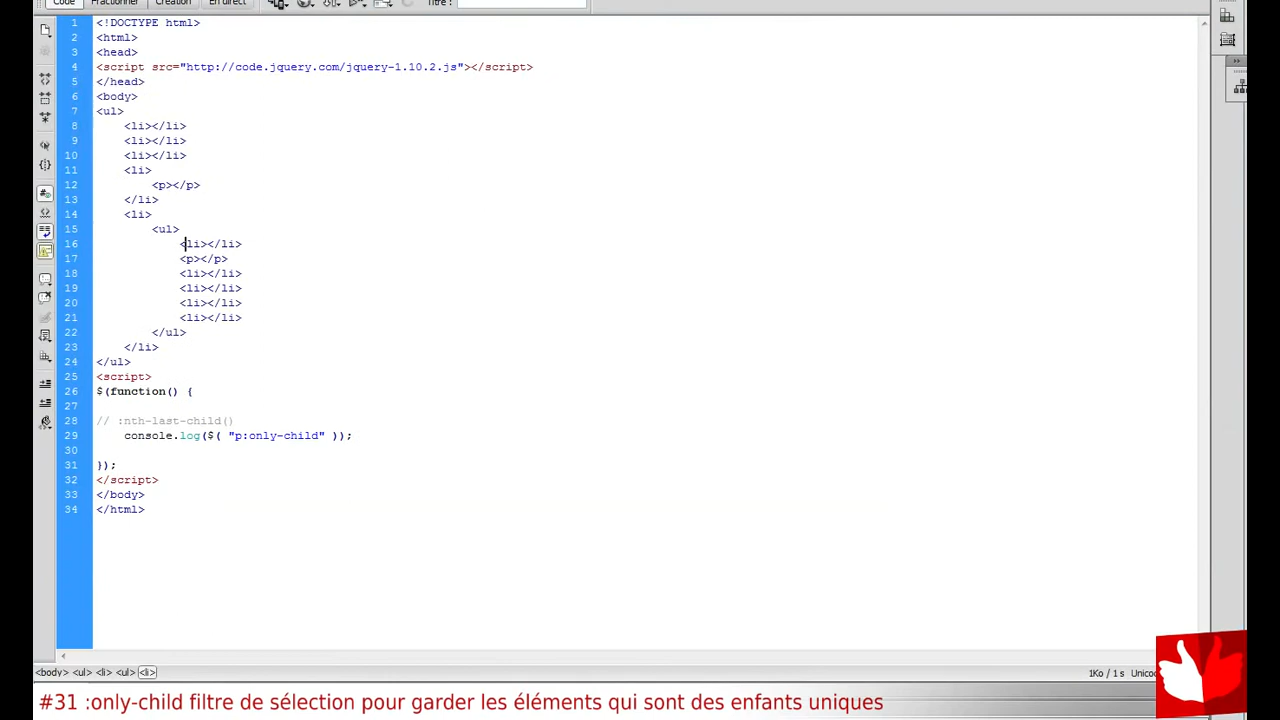 Code Fractionner Création En direct Titre :
1 <!DOCTYPE html>
2 <html>
3 <head>
4 <script src="http://code.jquery.com/jquery-1.10.2.js"></script>
5 </head>
6 <body>
7 <ul>
8 <li></li>
9 <li></li>
10 <li></li>
11 <li>
12 <p></p>
13 </li>
14 <li>
15 <ul>
16 <li></li>
17 <p></p>
18 <li></li>
19 <li></li>
20 <li></li>
21 <li></li>
22 </ul>
23 </li>
24 </ul>
25 <script>
26 $(function() {
27
28 // :nth-last-child()
29 console.log($( "p:only-child" ));
30
31 });
32 </script>
33 </body>
34 </html>
<body> <ul> <li> <ul> <li> 1Ko / 1 s
#31 :only-child filtre de sélection pour garder les éléments qui sont des enfants uniques